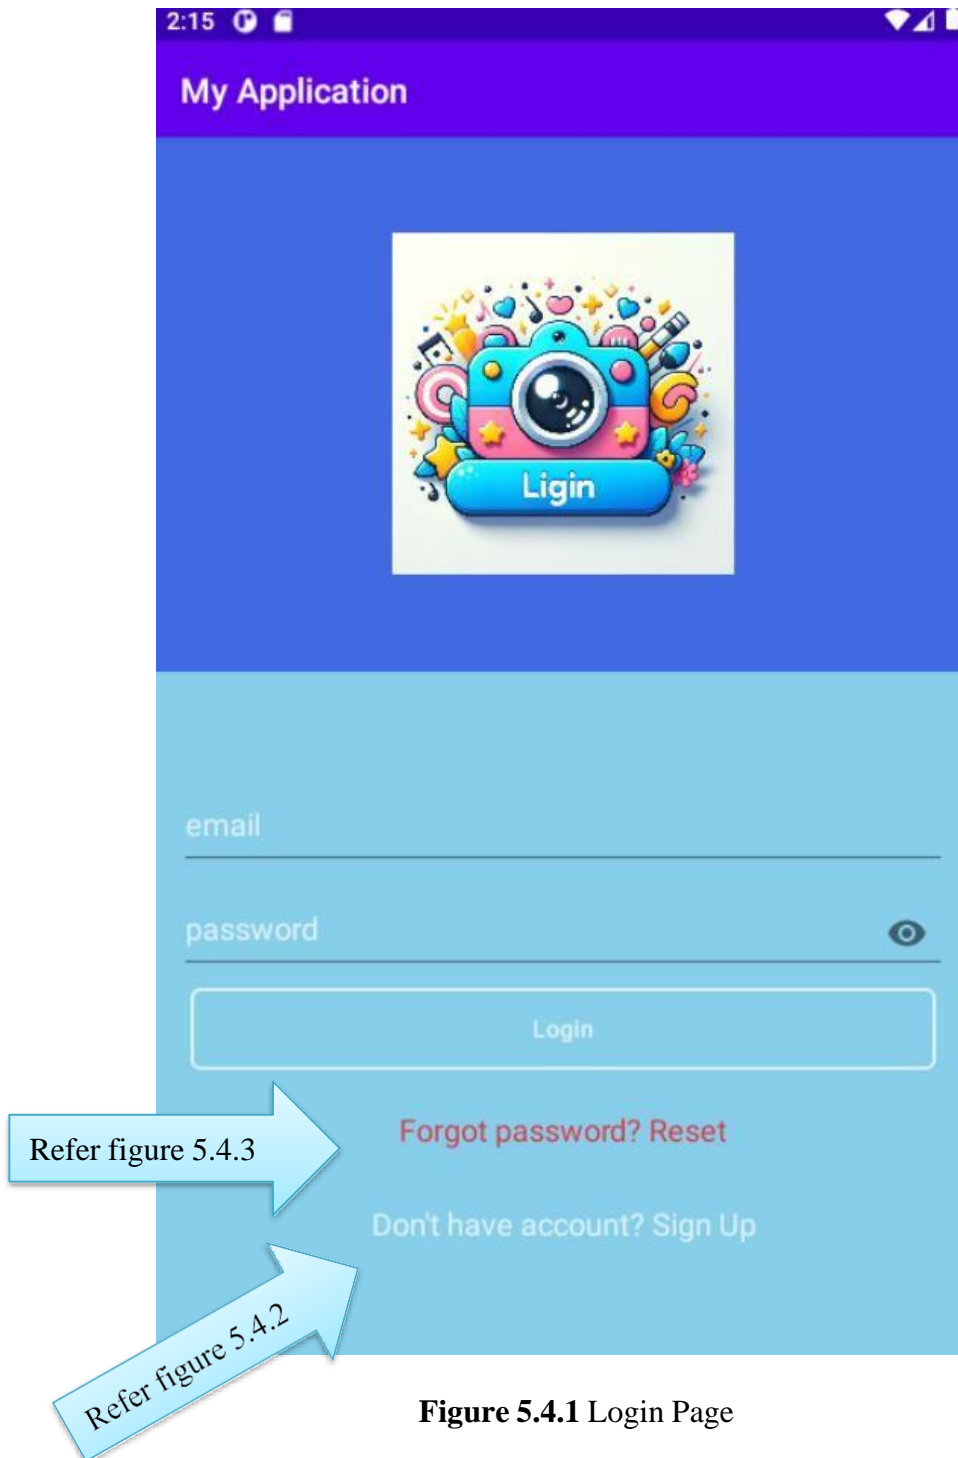 2:15
My Application
Ligin
email
password
Login
Forgot password? Reset
Refer figure 5.4.3
Don't have account? Sign Up
Refer figure 5.4.2
Figure 5.4.1 Login Page